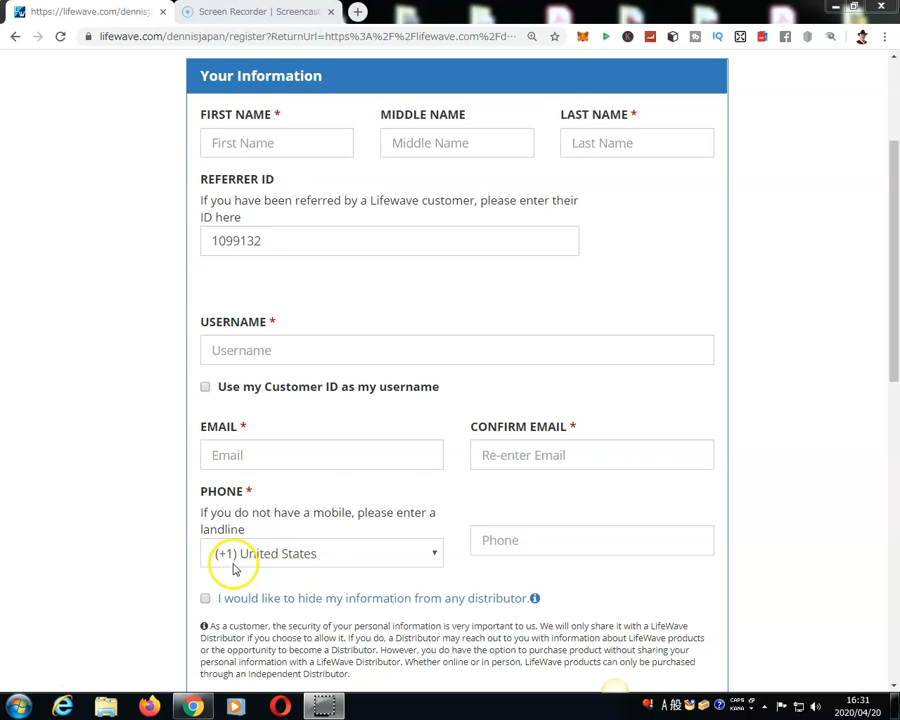 https://lifewave.com/dennisj
Screen Recorder | Screencast
lifewave.com/dennisjapan/register?ReturnUrl=https%3A%2F%2Flifewave.com%2Fd...
Your Information
FIRST NAME *
MIDDLE NAME
LAST NAME *
First Name
Middle Name
Last Name
REFERRER ID
If you have been referred by a Lifewave customer, please enter their
ID here
1099132
USERNAME *
Username
Use my Customer ID as my username
EMAIL *
CONFIRM EMAIL *
Email
Re-enter Email
PHONE *
If you do not have a mobile, please enter a
landline
(+1) United States
Phone
I would like to hide my information from any distributor.
As a customer, the security of your personal information is very important to us. We will only share it with a LifeWave
Distributor if you choose to allow it. If you do, a Distributor may reach out to you with information about LifeWave products
or the opportunity to become a Distributor. However, you do have the option to purchase product without sharing your
personal information with a LifeWave Distributor. Whether online or in person, LifeWave products can only be purchased
through an Independent Distributor.
A 般
CAPS
KANA
16:31
2020/04/20